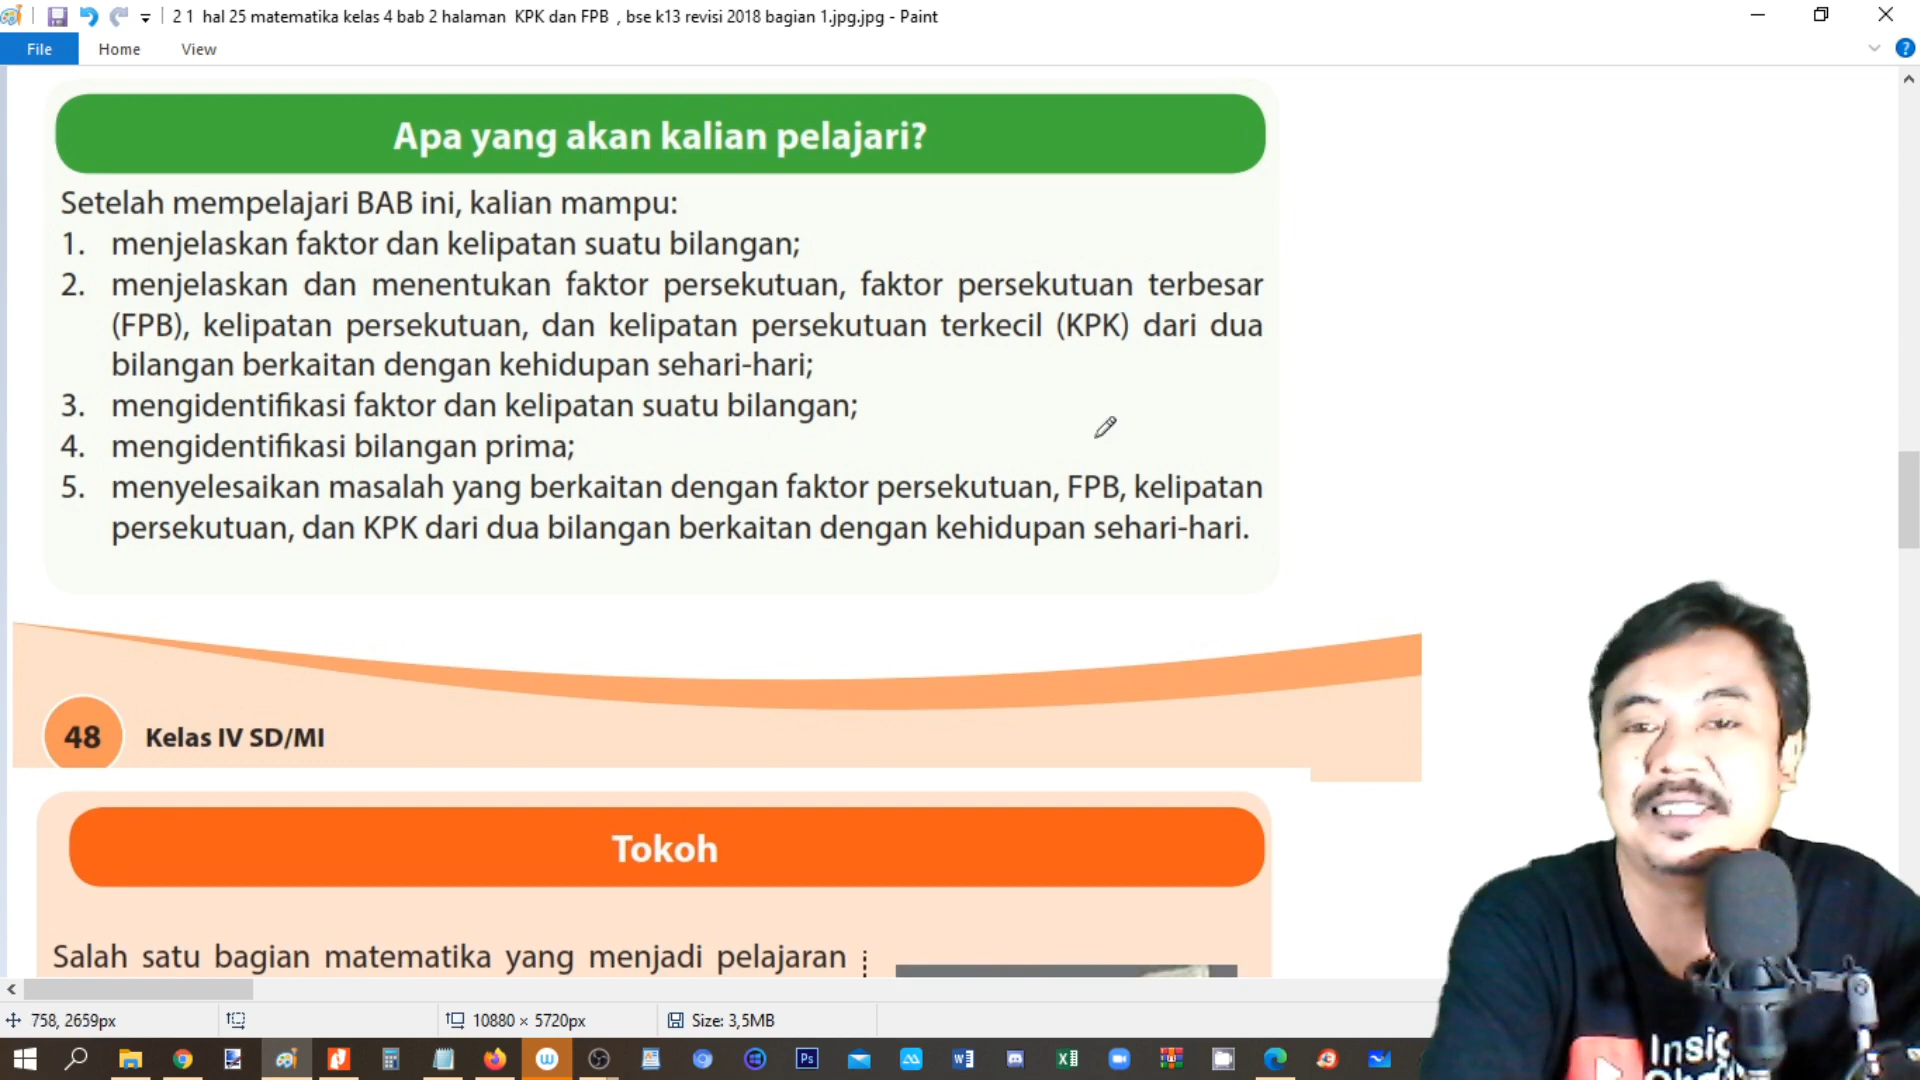 2 1 hal 25 matematika kelas 4 bab 2 halaman KPK dan FPB , bse k13 revisi 2018 bagian 1.jpg.jpg - Paint
File Home View
Apa yang akan kalian pelajari?
Setelah mempelajari BAB ini, kalian mampu:
1. menjelaskan faktor dan kelipatan suatu bilangan;
2. menjelaskan dan menentukan faktor persekutuan, faktor persekutuan terbesar
(FPB), kelipatan persekutuan, dan kelipatan persekutuan terkecil (KPK) dari dua
bilangan berkaitan dengan kehidupan sehari-hari;
3. mengidentifikasi faktor dan kelipatan suatu bilangan;
4. mengidentifikasi bilangan prima;
5. menyelesaikan masalah yang berkaitan dengan faktor persekutuan, FPB, kelipatan
persekutuan, dan KPK dari dua bilangan berkaitan dengan kehidupan sehari-hari.
48 Kelas IV SD/MI
Tokoh
Salah satu bagian matematika yang menjadi pelajaran
758, 2659px 10880 × 5720px Size: 3,5MB
Ps